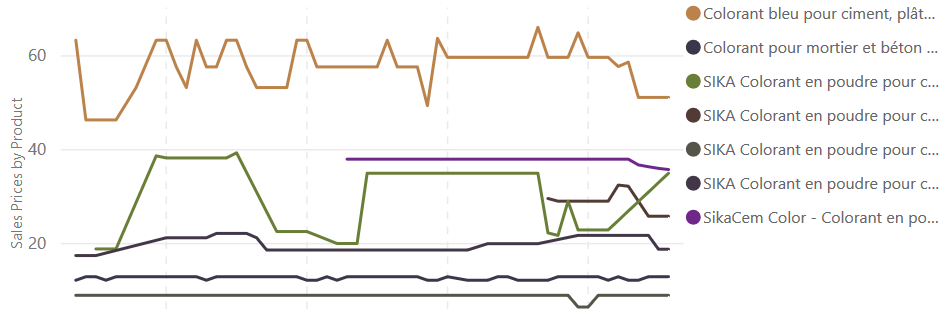 Sales Prices by Product
60
40
20
Colorant bleu pour ciment, plât...
Colorant pour mortier et béton ...
SIKA Colorant en poudre pour c...
SIKA Colorant en poudre pour c...
SIKA Colorant en poudre pour c...
SIKA Colorant en poudre pour c...
SikaCem Color - Colorant en po...